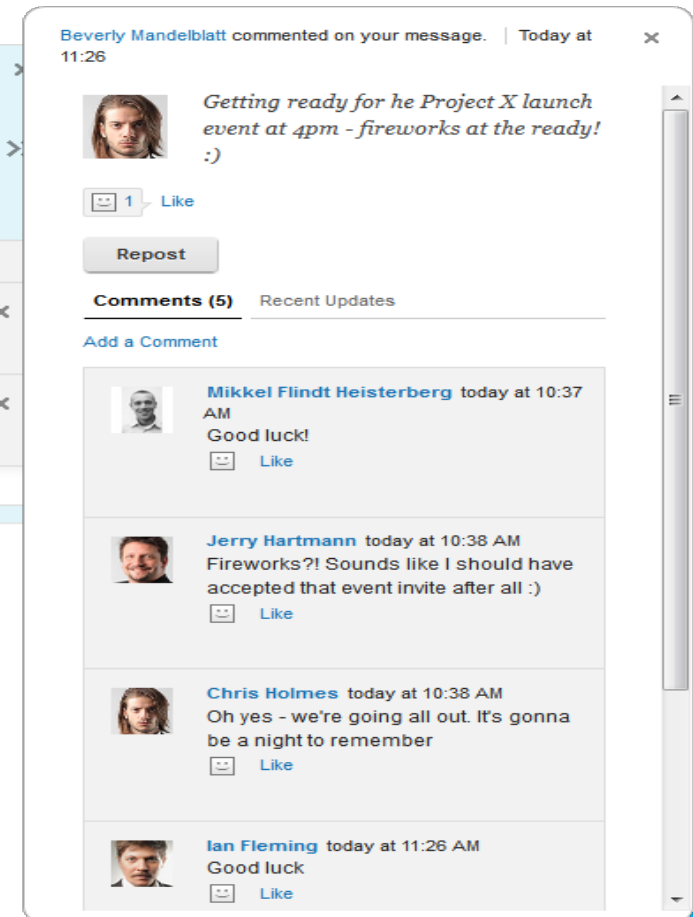 Beverly Mandelblatt commented on your message. | Today at
11:26
Getting ready for he Project X launch
event at 4pm - fireworks at the ready!
:)
1 Like
Repost
Comments (5) Recent Updates
Add a Comment
Mikkel Flindt Heisterberg today at 10:37
AM
Good luck!
Like
Jerry Hartmann today at 10:38 AM
Fireworks?! Sounds like I should have
accepted that event invite after all :)
Like
Chris Holmes today at 10:38 AM
Oh yes - we're going all out. It's gonna
be a night to remember
Like
Ian Fleming today at 11:26 AM
Good luck
Like